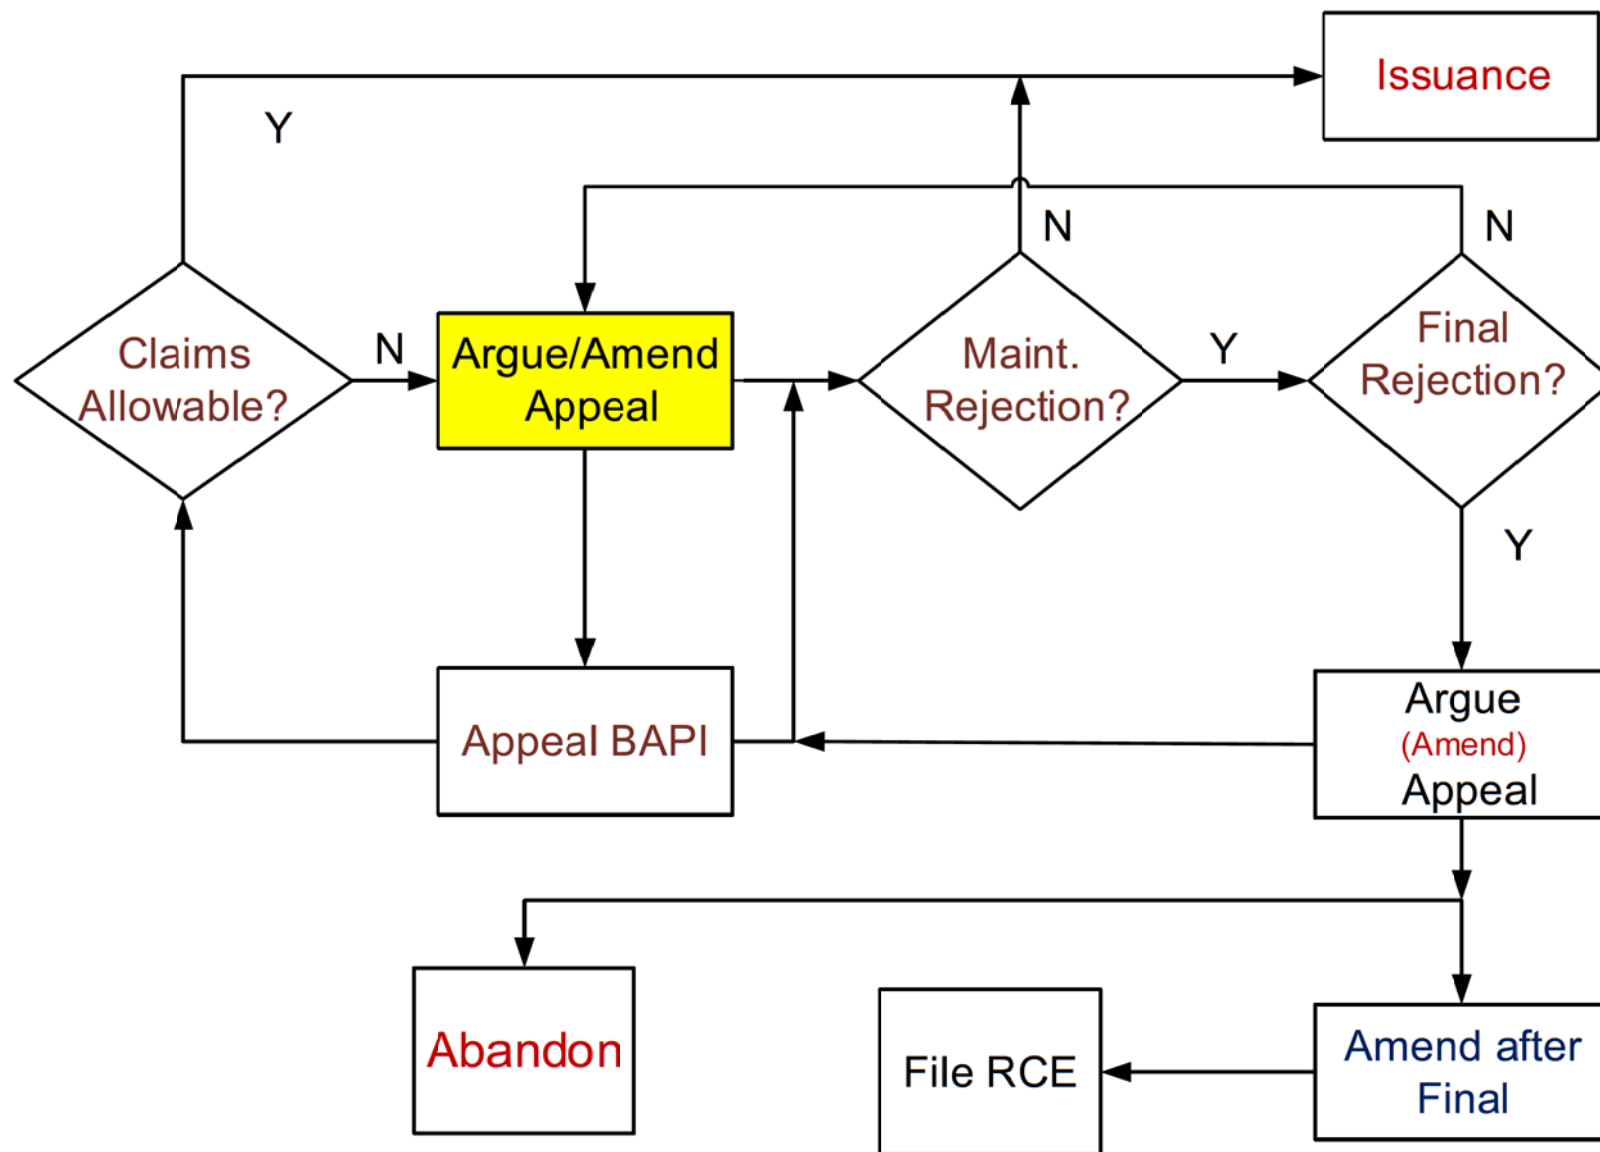 Issuance
Y
N
N
Claims
Allowable?
N
Argue/Amend
Appeal
Maint.
Rejection?
Y
Final
Rejection?
Y
Appeal BAPI
Argue
(Amend)
Appeal
Abandon
File RCE
Amend after
Final